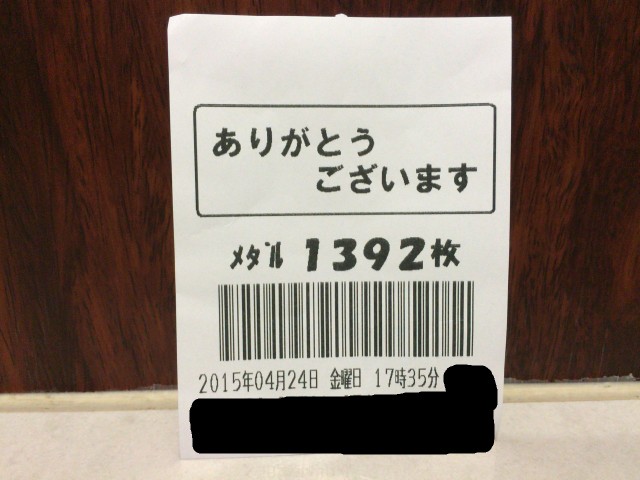 ありがとう
ございます
ﾒﾀﾞﾙ 1392枚
2015年04月24日 金曜日 17時35分